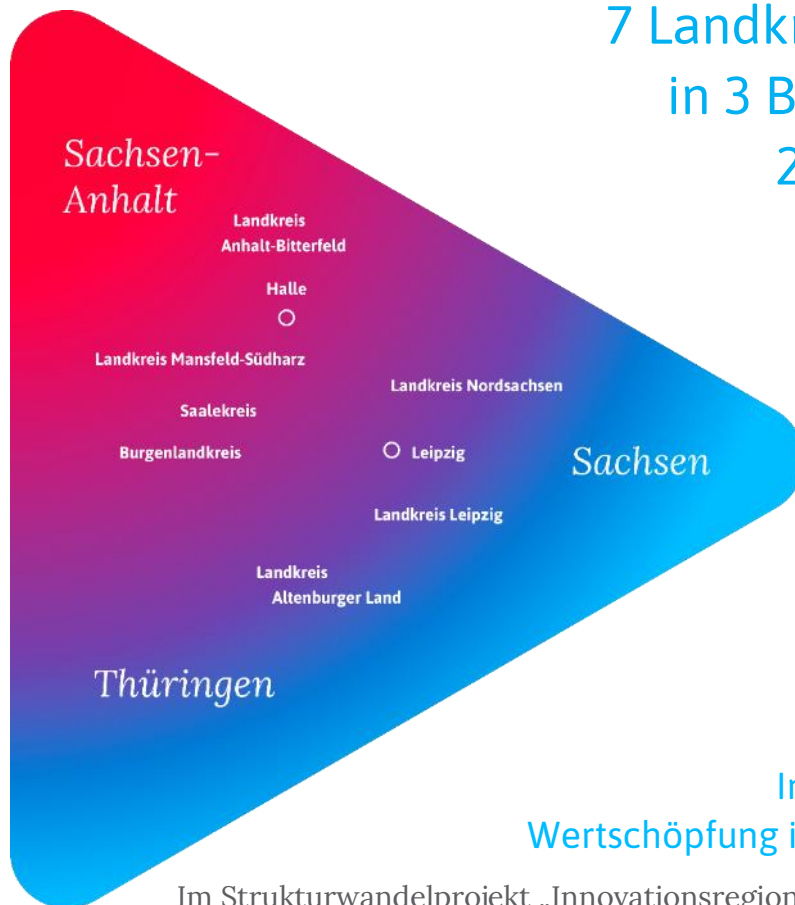 7 Landkr
in 3 B
2
Sachsen-
Anhalt
Landkreis
Anhalt-Bitterfeld
Halle
Landkreis Mansfeld-Südharz
Landkreis Nordsachsen
Saalekreis
Burgenlandkreis
Leipzig
Sachsen
Landkreis Leipzig
Landkreis
Altenburger Land
Thüringen
In
Wertschöpfung i
Im Strukturwandelprojekt „Innovationsregion